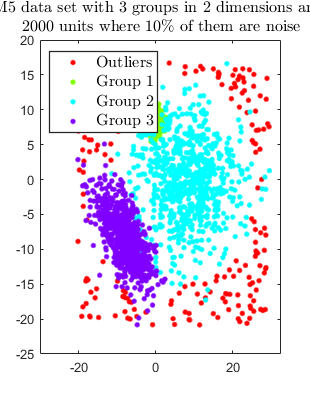 M5 data set with 3 groups in 2 dimensions an
2000 units where 10% of them are noise
20
15
10
5
0
-5
-10
-15
-20
-25
Outliers
Group 1
Group 2
Group 3
-20 0 20